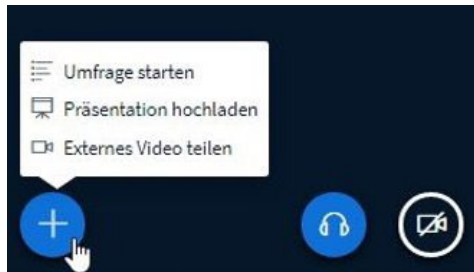 Umfrage starten
Präsentation hochladen
Externes Video teilen